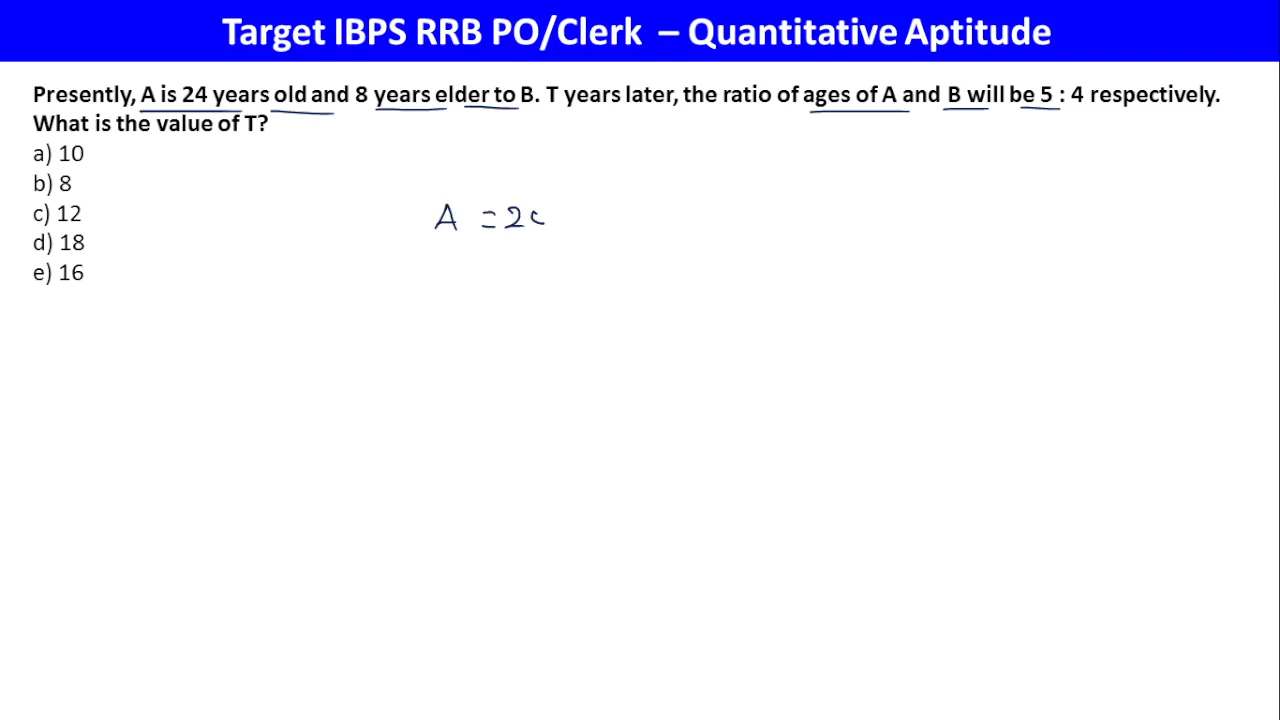 Target IBPS RRB PO/Clerk – Quantitative Aptitude
Presently, A is 24 years old and 8 years elder to B. T years later, the ratio of ages of A and B will be 5 : 4 respectively.
What is the value of T?
a) 10
b) 8
c) 12
d) 18
e) 16
A = 2